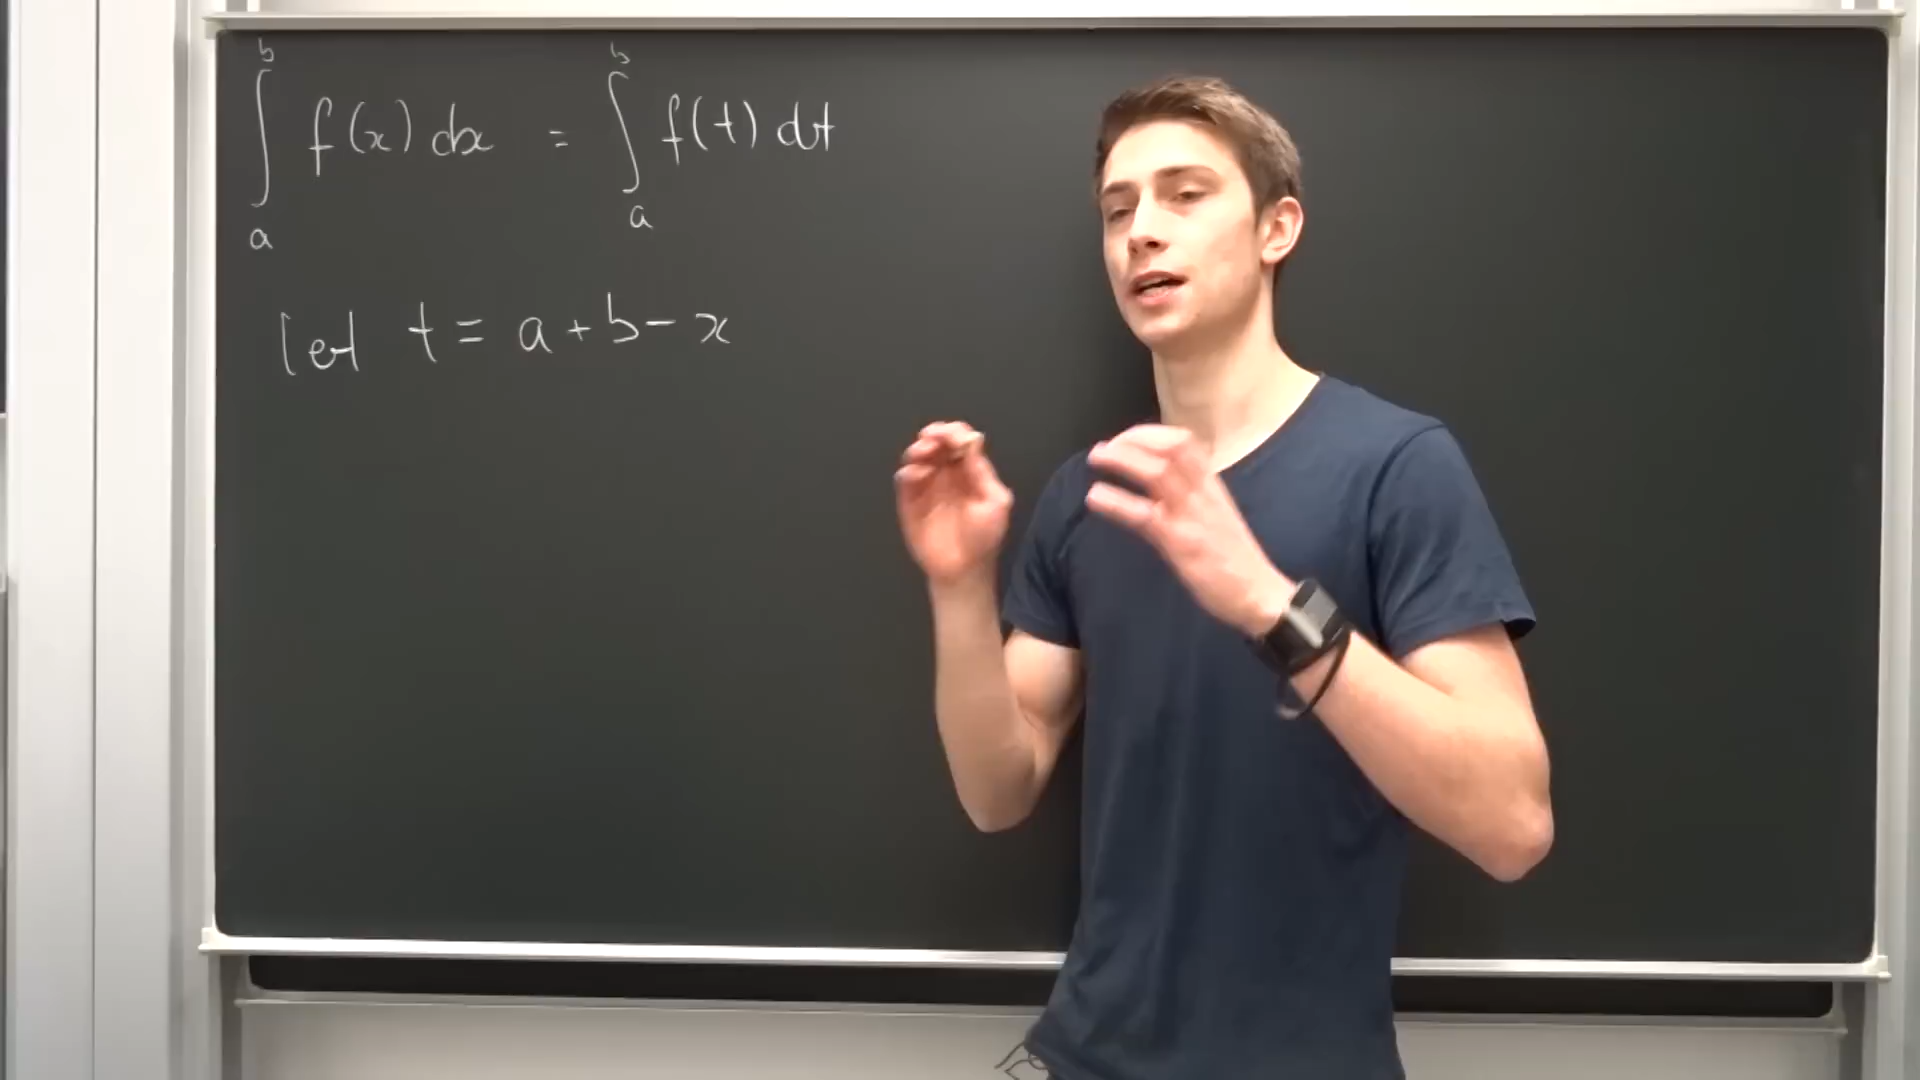 ∫_a^b f(x) dx = ∫_a^b f(t) dt
let t = a + b - x